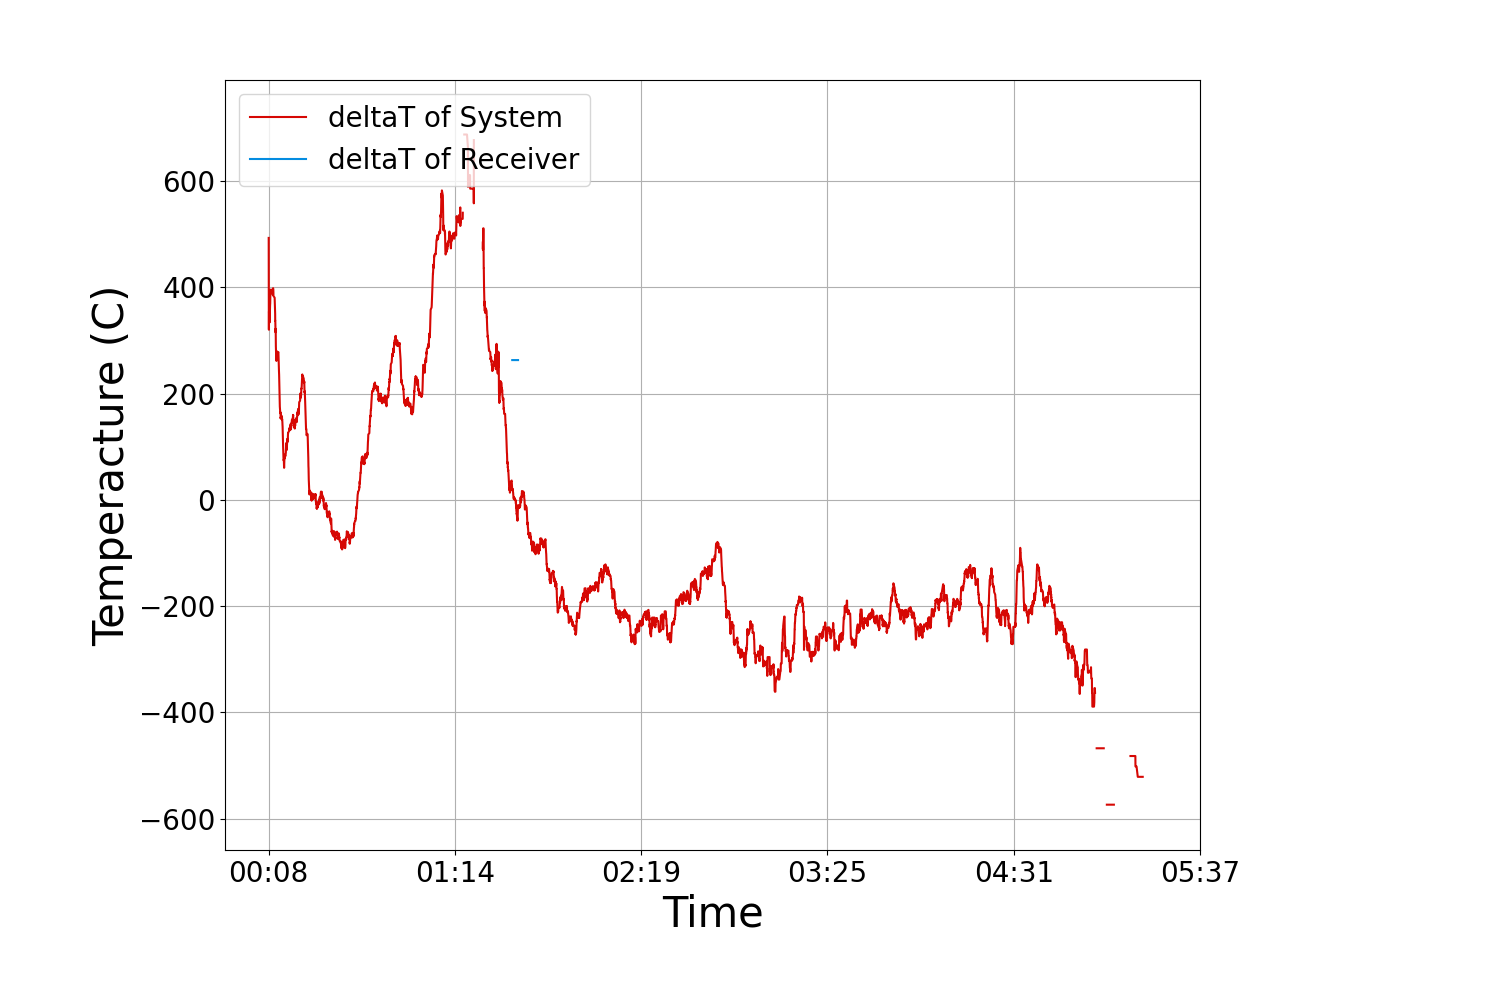 deltaT of System
deltaT of Receiver
600
400
200
0
−200
−400
−600
Temperacture (C)
00:08 01:14 02:19 03:25 04:31 05:37
Time